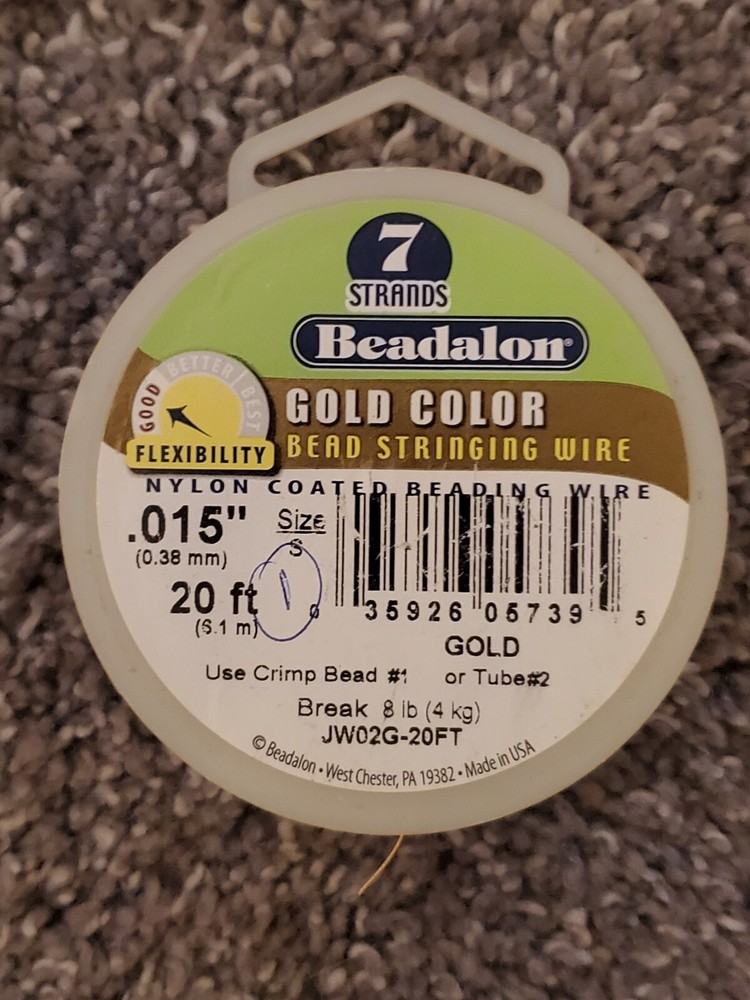 7
STRANDS
Beadalon®
GOOD BETTER BEST
FLEXIBILITY
GOLD COLOR
BEAD STRINGING WIRE
NYLON COATED BEADING WIRE
.015"
(0.38 mm)
Size
S
1
20 ft
(6.1 m)
0
35926 05739 5
GOLD
Use Crimp Bead #1 or Tube#2
Break 8 lb (4 kg)
JW02G-20FT
© Beadalon • West Chester, PA 19382 • Made in USA